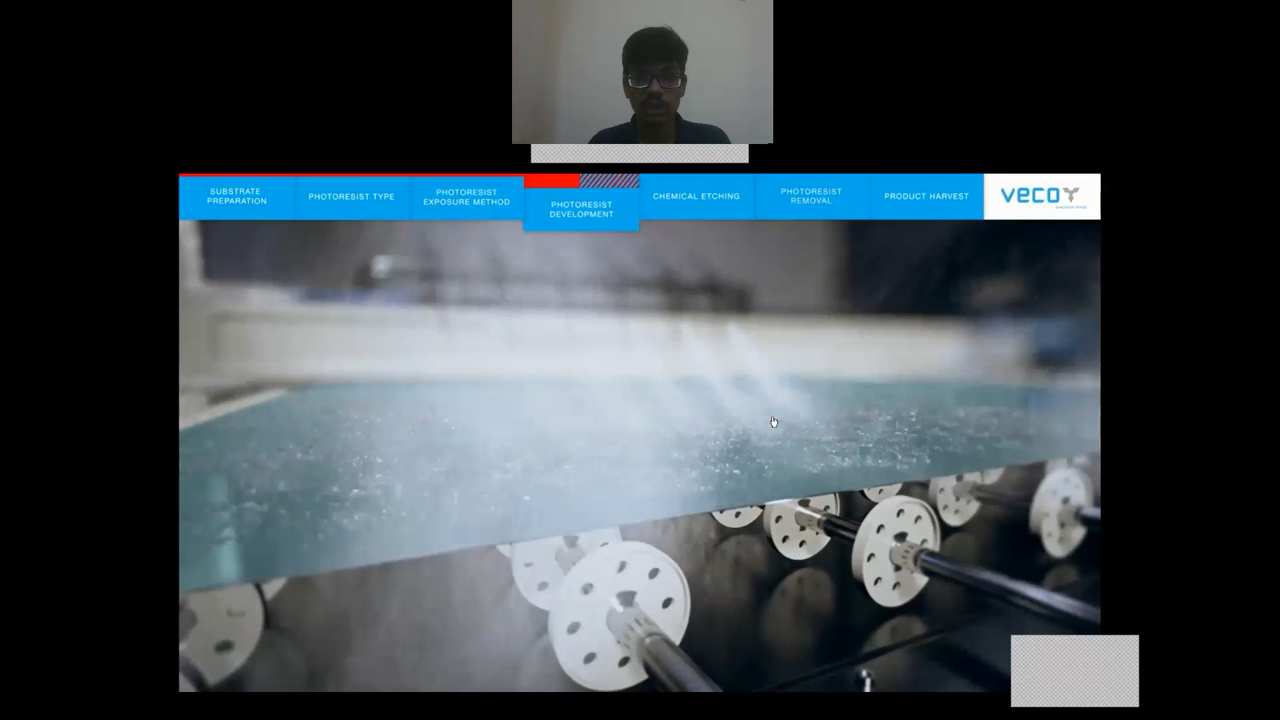 SUBSTRATE
PREPARATION
PHOTORESIST TYPE
PHOTORESIST
EXPOSURE METHOD
PHOTORESIST
DEVELOPMENT
CHEMICAL ETCHING
PHOTORESIST
REMOVAL
PRODUCT HARVEST
veco